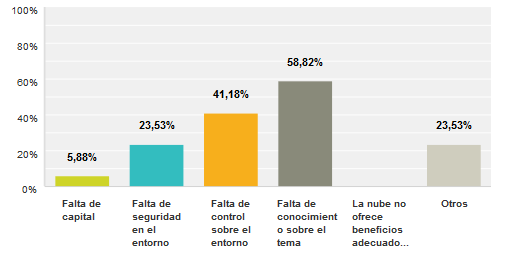 100%
80%
60%
40%
20%
0%
5,88%
23,53%
41,18%
58,82%
23,53%
Falta de
capital
Falta de
seguridad
en el
entorno
Falta de
control
sobre el
entorno
Falta de
conocimient
o sobre el
tema
La nube no
ofrece
beneficios
adecuado...
Otros